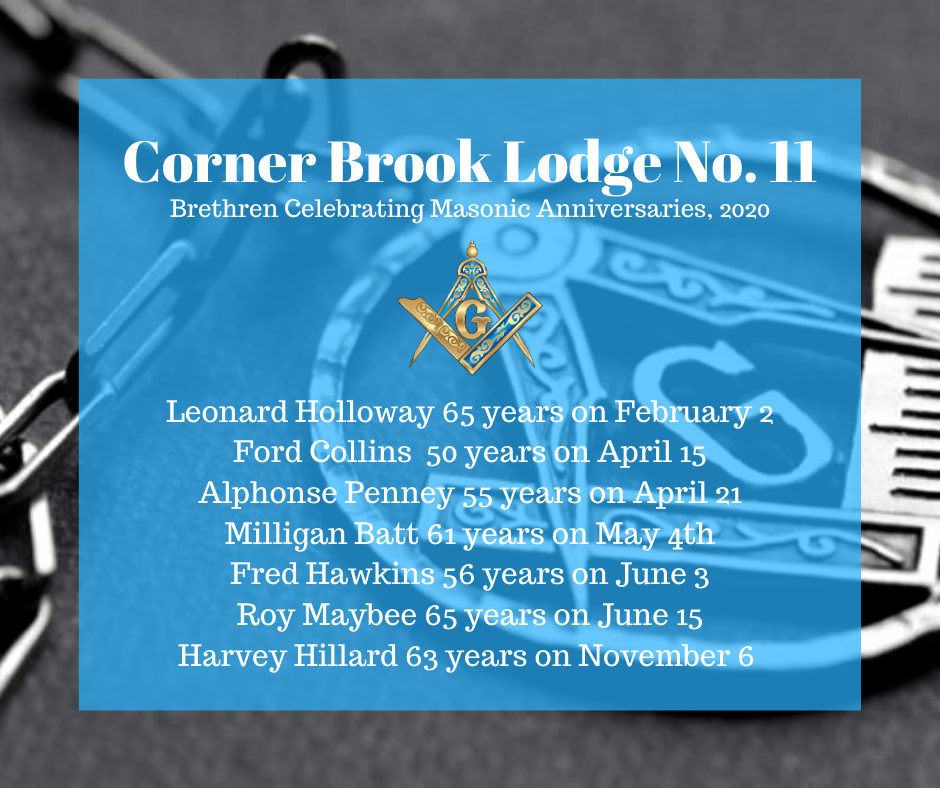 Corner Brook Lodge No. 11
Brethren Celebrating Masonic Anniversaries, 2020
G
Leonard Holloway 65 years on February 2
Ford Collins  50 years on April 15
Alphonse Penney 55 years on April 21
Milligan Batt 61 years on May 4th
Fred Hawkins 56 years on June 3
Roy Maybee 65 years on June 15
Harvey Hillard 63 years on November 6
G